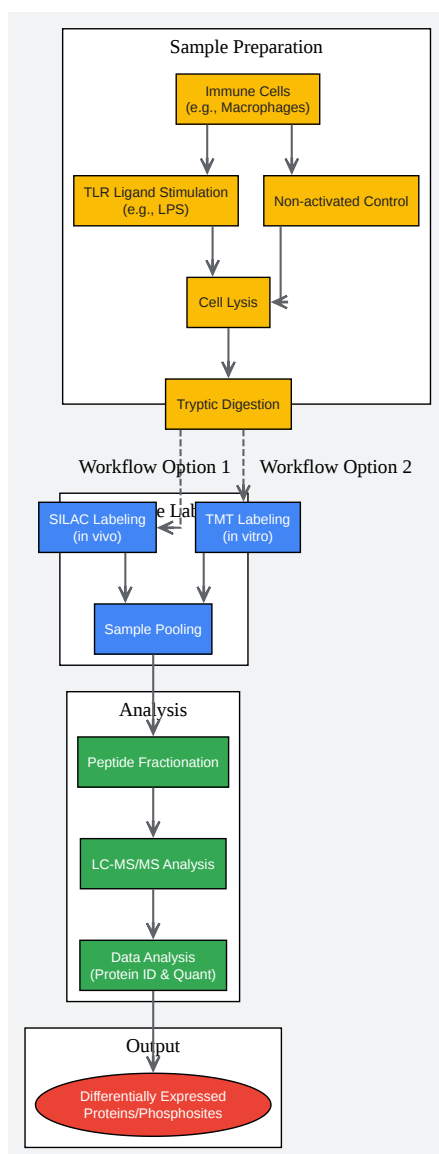 Sample Preparation
Immune Cells
(e.g., Macrophages)
TLR Ligand Stimulation
(e.g., LPS)
Non-activated Control
Cell Lysis
Tryptic Digestion
Workflow Option 1
Workflow Option 2
SILAC Labeling
(in vivo)
TMT Labeling
(in vitro)
Sample Pooling
Analysis
Peptide Fractionation
LC-MS/MS Analysis
Data Analysis
(Protein ID & Quant)
Output
Differentially Expressed
Proteins/Phosphosites